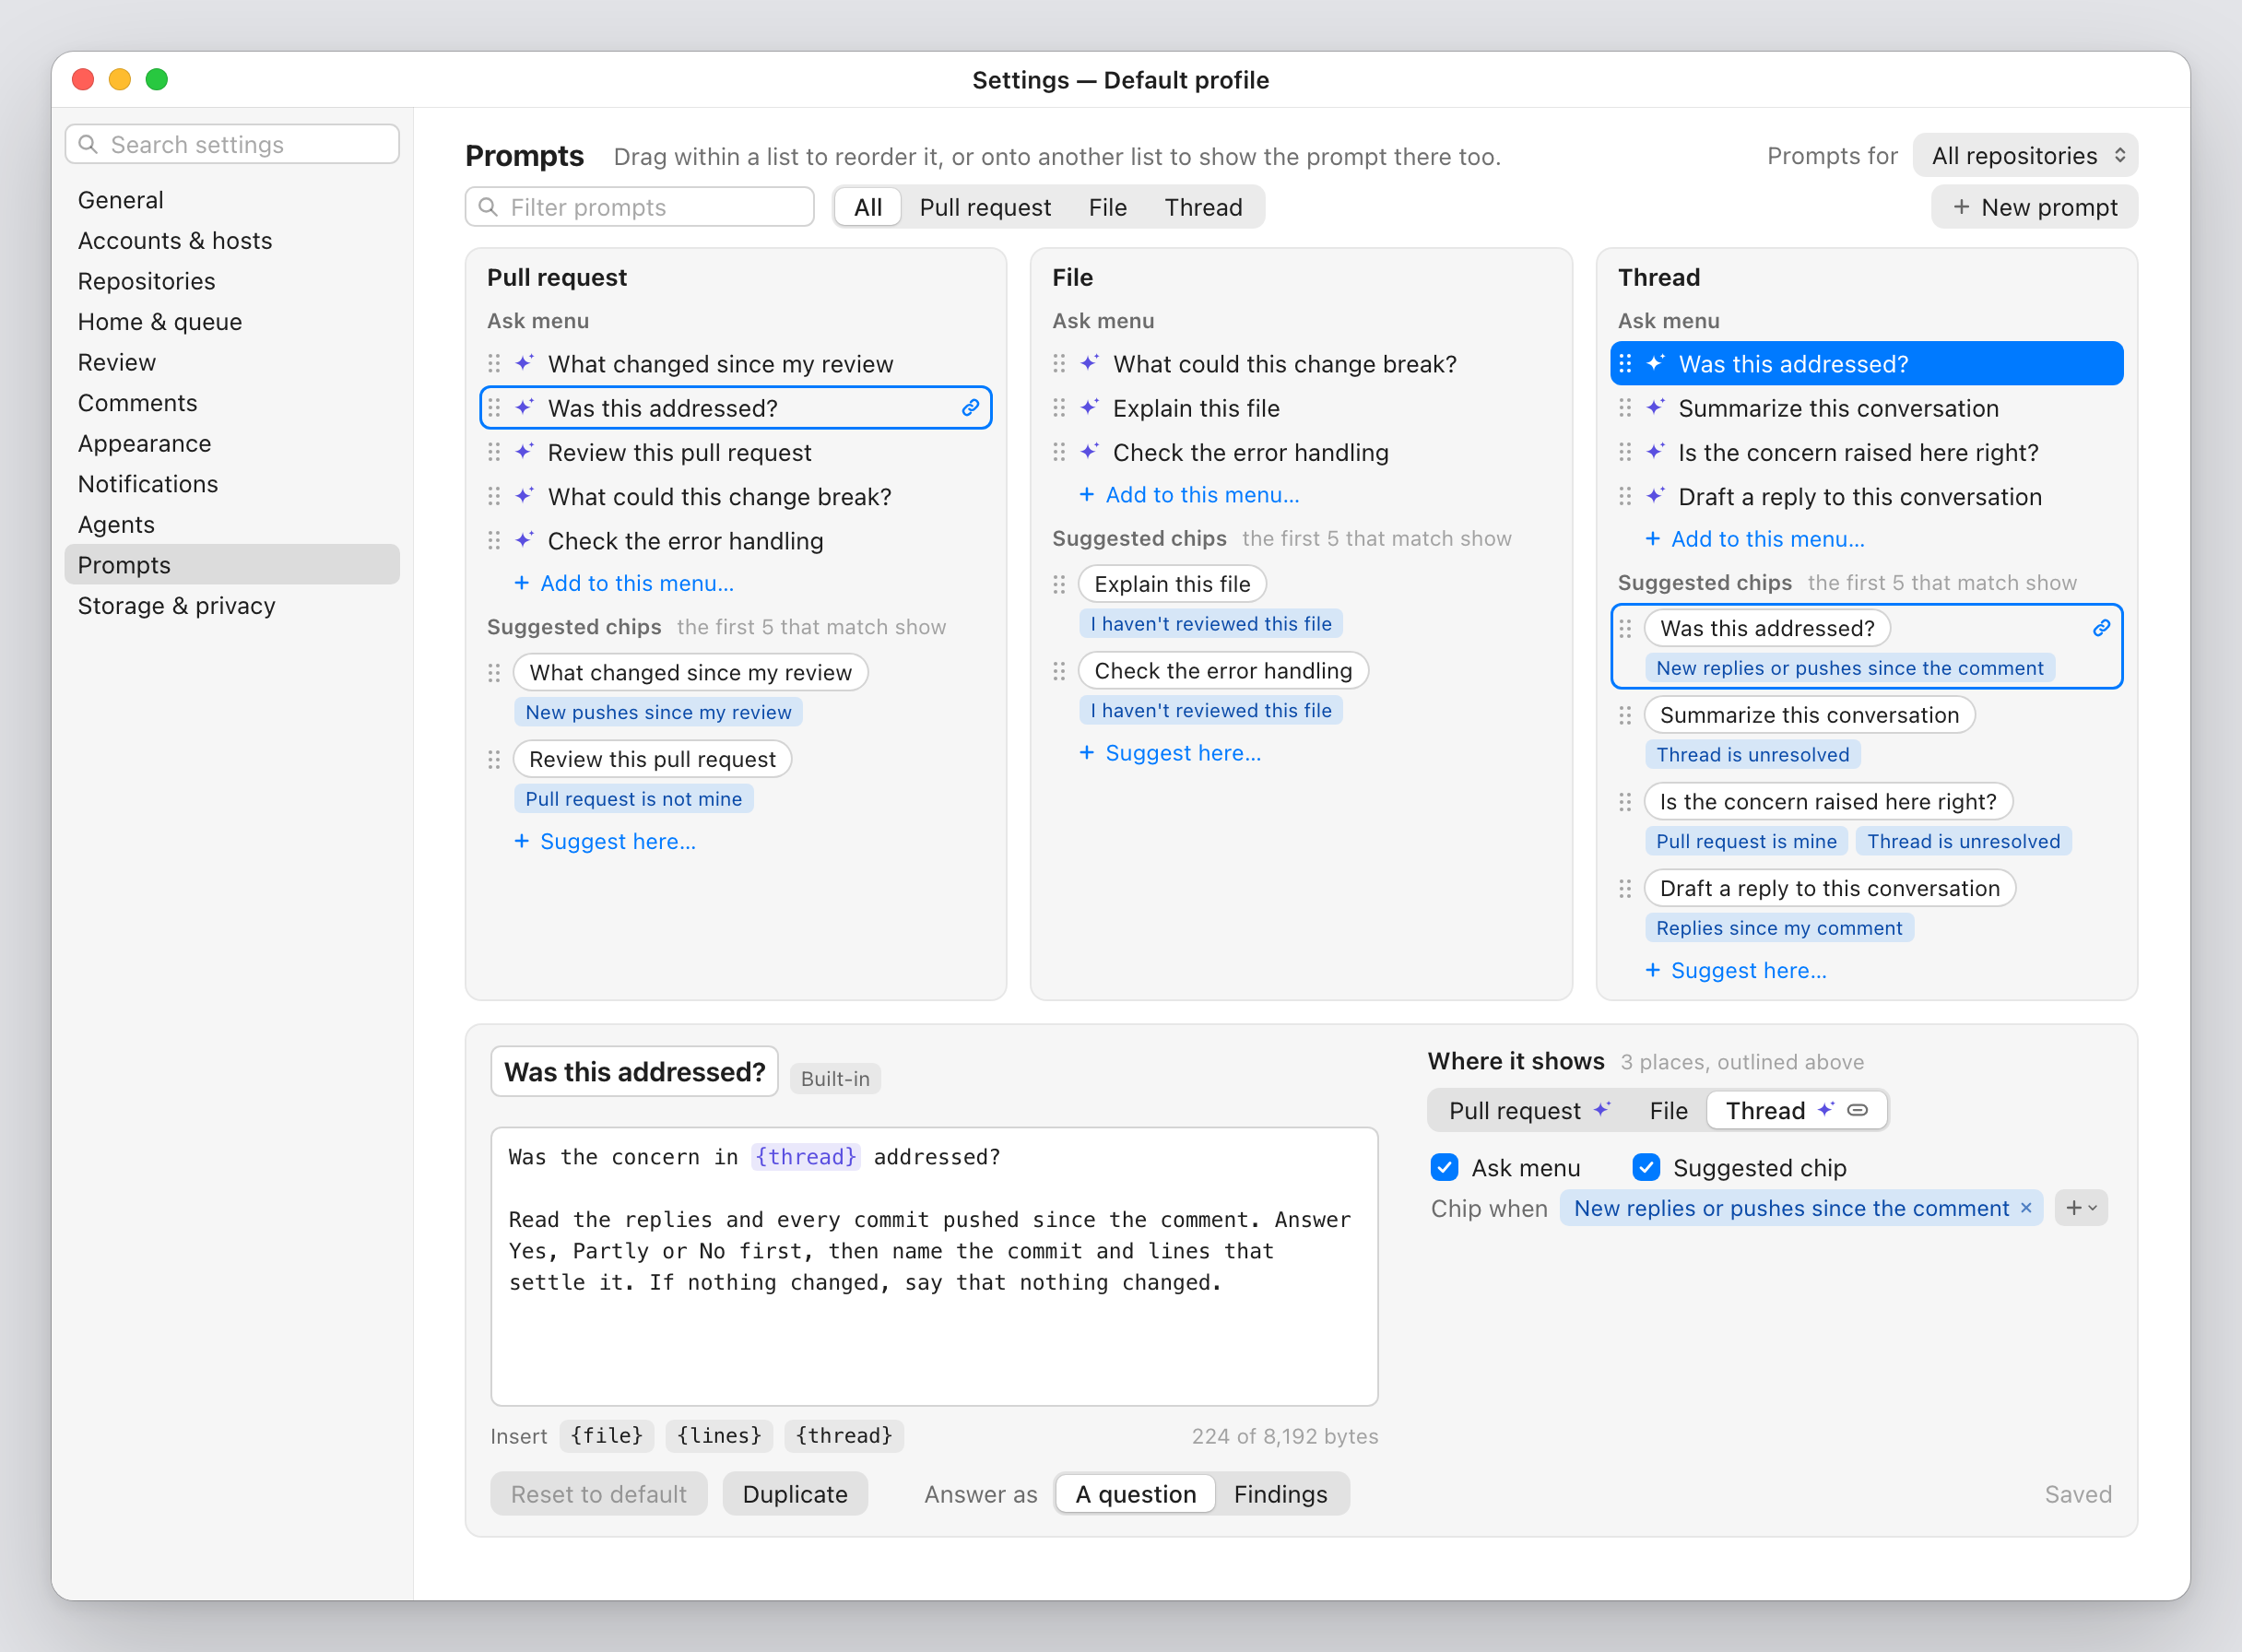 Settings — Default profile
Search settings
General
Accounts & hosts
Repositories
Home & queue
Review
Comments
Appearance
Notifications
Agents
Prompts
Storage & privacy
Prompts Drag within a list to reorder it, or onto another list to show the prompt there too.
Prompts for All repositories
Filter prompts
All Pull request File Thread
+ New prompt
Pull request
Ask menu
What changed since my review
Was this addressed?
Review this pull request
What could this change break?
Check the error handling
+ Add to this menu...
Suggested chips the first 5 that match show
What changed since my review
New pushes since my review
Review this pull request
Pull request is not mine
+ Suggest here...
File
Ask menu
What could this change break?
Explain this file
Check the error handling
+ Add to this menu...
Suggested chips the first 5 that match show
Explain this file
I haven't reviewed this file
Check the error handling
I haven't reviewed this file
+ Suggest here...
Thread
Ask menu
Was this addressed?
Summarize this conversation
Is the concern raised here right?
Draft a reply to this conversation
+ Add to this menu...
Suggested chips the first 5 that match show
Was this addressed?
New replies or pushes since the comment
Summarize this conversation
Thread is unresolved
Is the concern raised here right?
Pull request is mine Thread is unresolved
Draft a reply to this conversation
Replies since my comment
+ Suggest here...
Was this addressed? Built-in
Was the concern in {thread} addressed?
Read the replies and every commit pushed since the comment. Answer
Yes, Partly or No first, then name the commit and lines that
settle it. If nothing changed, say that nothing changed.
Insert {file} {lines} {thread}
224 of 8,192 bytes
Reset to default Duplicate Answer as A question Findings
Where it shows 3 places, outlined above
Pull request File Thread
Ask menu Suggested chip
Chip when New replies or pushes since the comment × +
Saved